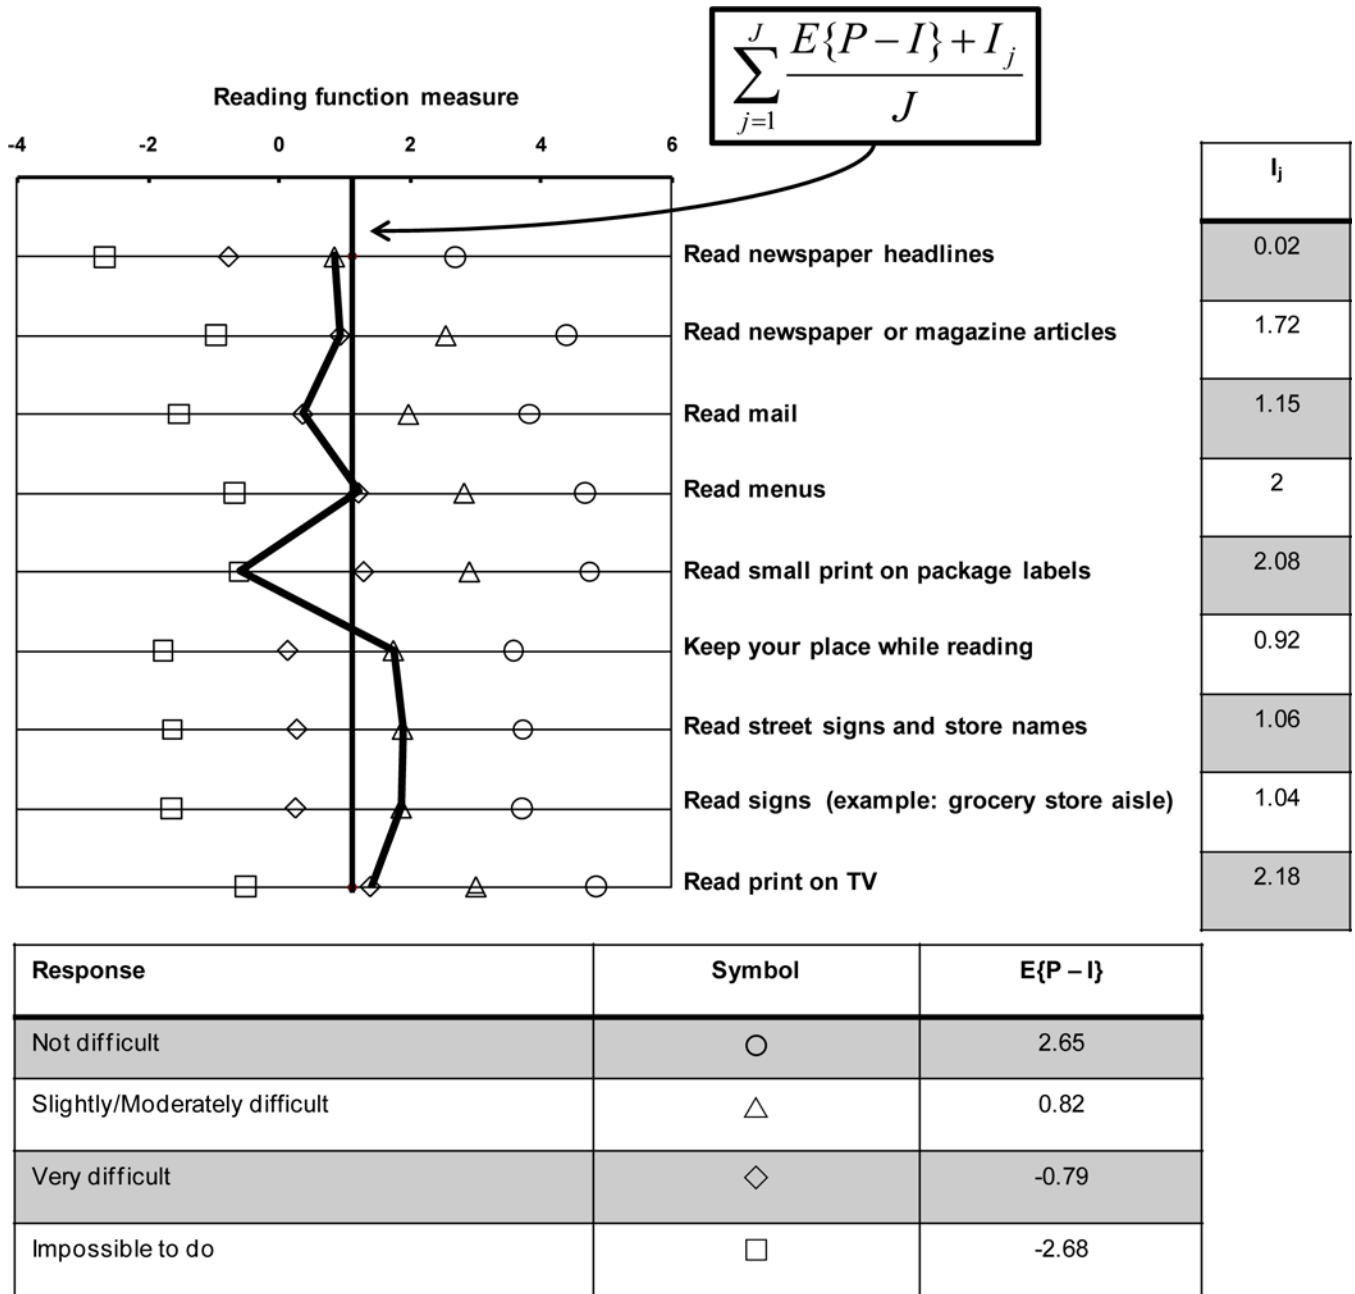 \sum_{j=1}^{J} \frac{E\{P-I\}+I_j}{J}
Reading function measure
-4 -2 0 2 4 6
I_j
Read newspaper headlines 0.02
Read newspaper or magazine articles 1.72
Read mail 1.15
Read menus 2
Read small print on package labels 2.08
Keep your place while reading 0.92
Read street signs and store names 1.06
Read signs (example: grocery store aisle) 1.04
Read print on TV 2.18
Response Symbol E{P – I}
Not difficult 2.65
Slightly/Moderately difficult 0.82
Very difficult -0.79
Impossible to do -2.68